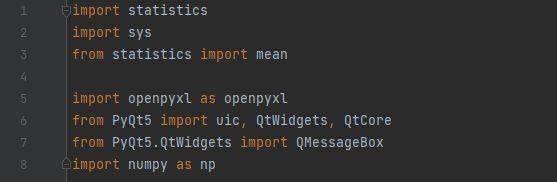 1 import statistics
2 import sys
3 from statistics import mean
4
5 import openpyxl as openpyxl
6 from PyQt5 import uic, QtWidgets, QtCore
7 from PyQt5.QtWidgets import QMessageBox
8 import numpy as np